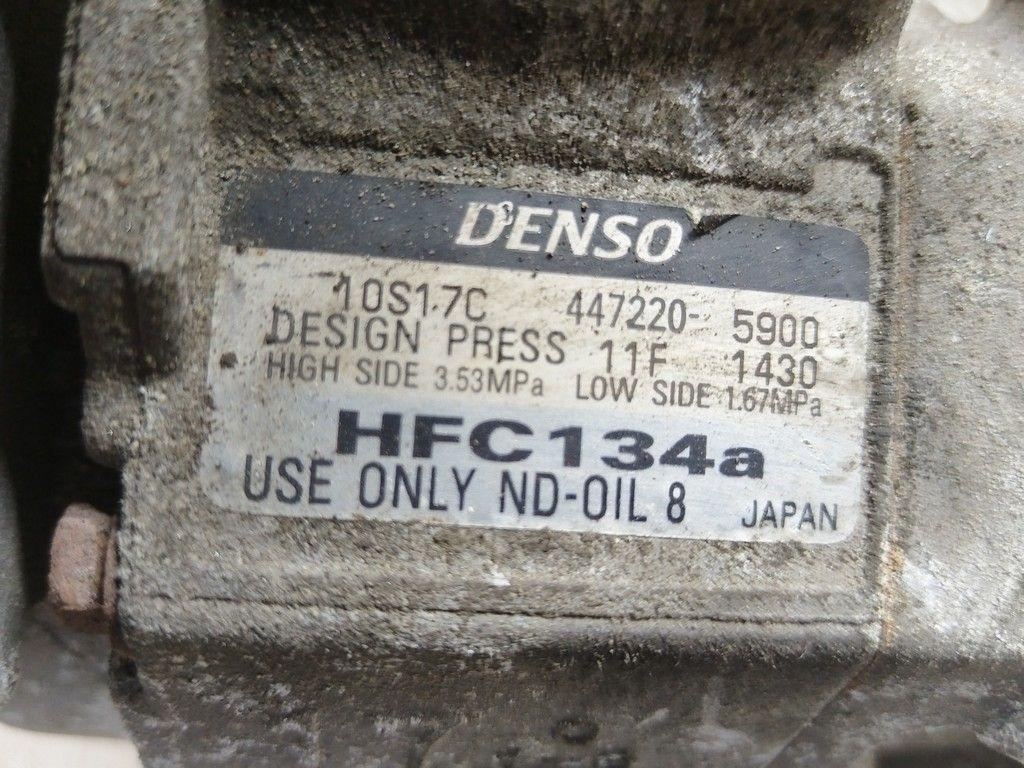 DENSO
10S17C 447220- 5900
DESIGN PRESS 11F 1430
HIGH SIDE 3.53MPa LOW SIDE 1.67MPa
HFC134a
USE ONLY ND-OIL 8 JAPAN